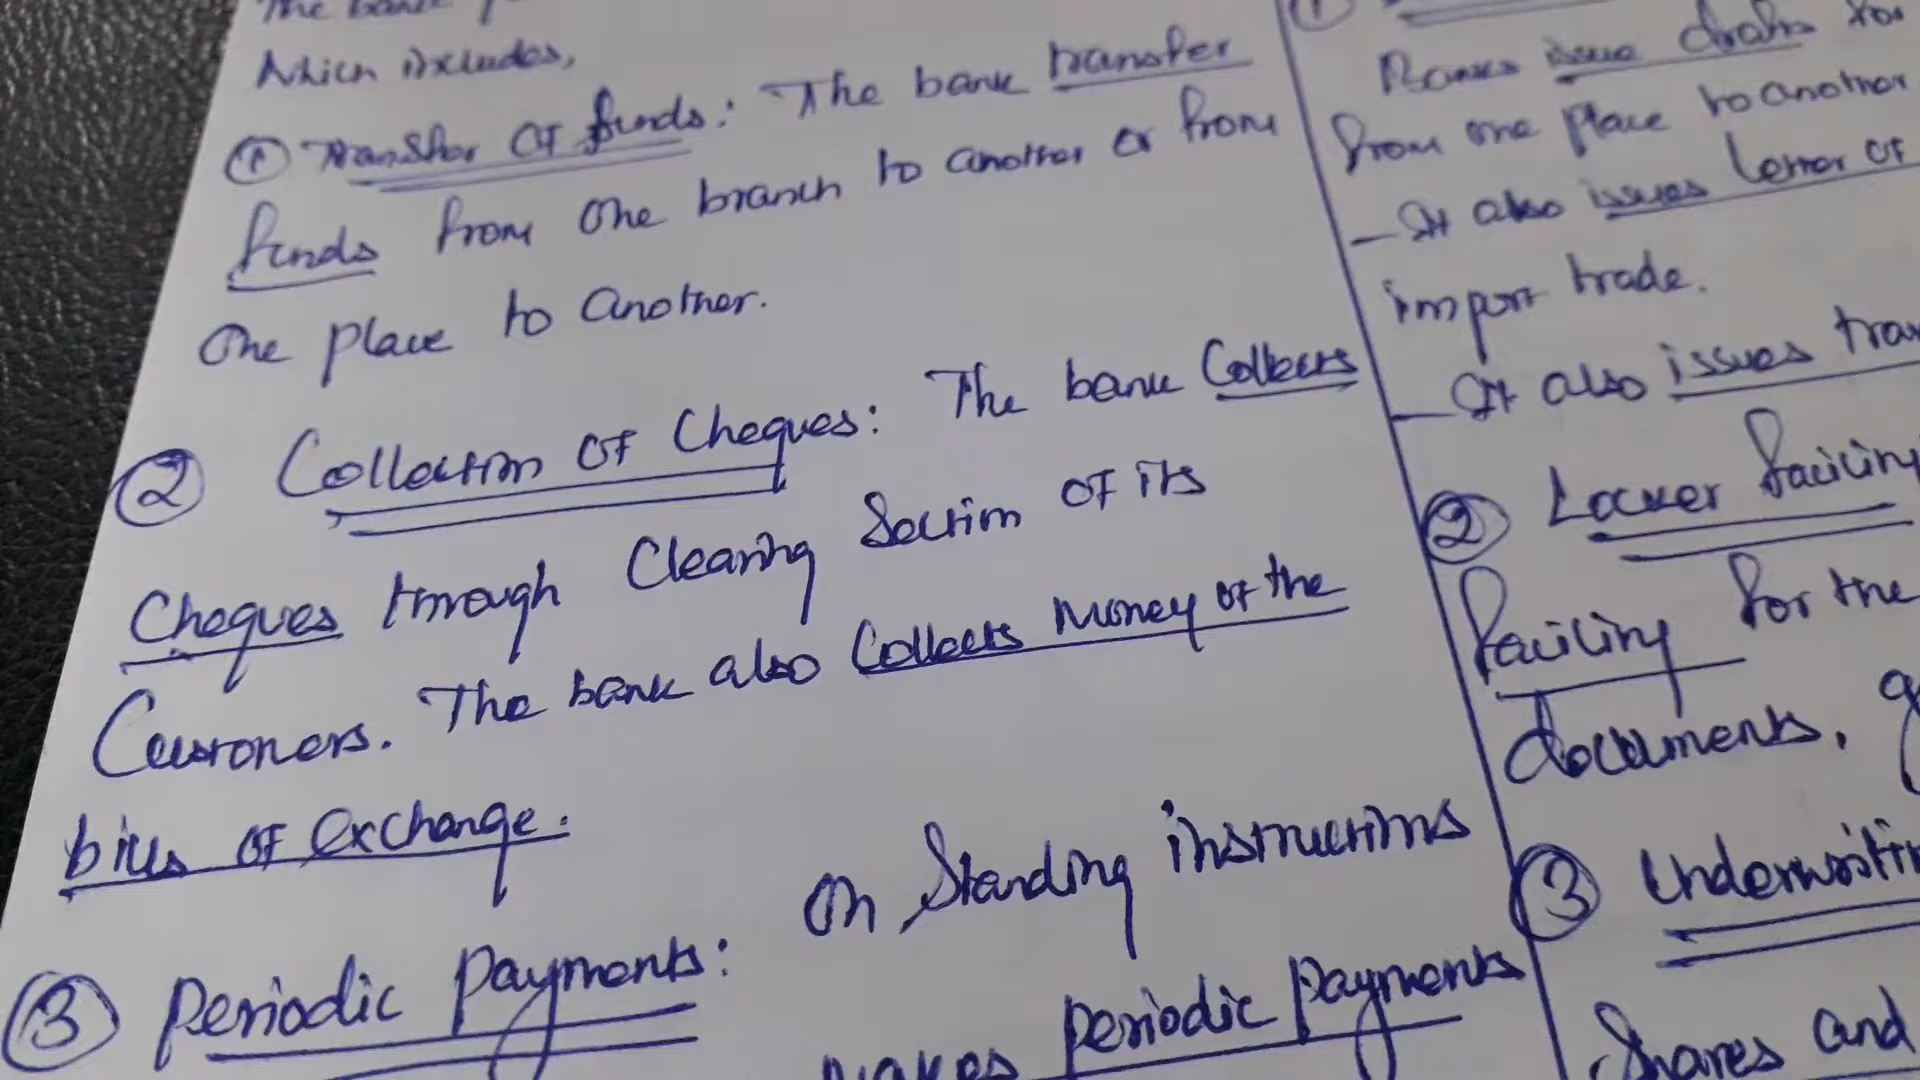 The bank
which includes,
① Transfer of funds: The bank transfer
funds from one branch to another or from
one place to another.
② Collection of Cheques: The bank Collects
Cheques through Clearing Section of its
Customers. The bank also Collects Money of the
bills of exchange.
③ Periodic Payments: On Standing instructions
makes periodic payments
Banks issue drafts for
from one place to another
- It also issues letter of
import trade.
- It also issues tra
② Locker facility
facility for the
documents, g
③ Underwriti
Shares and